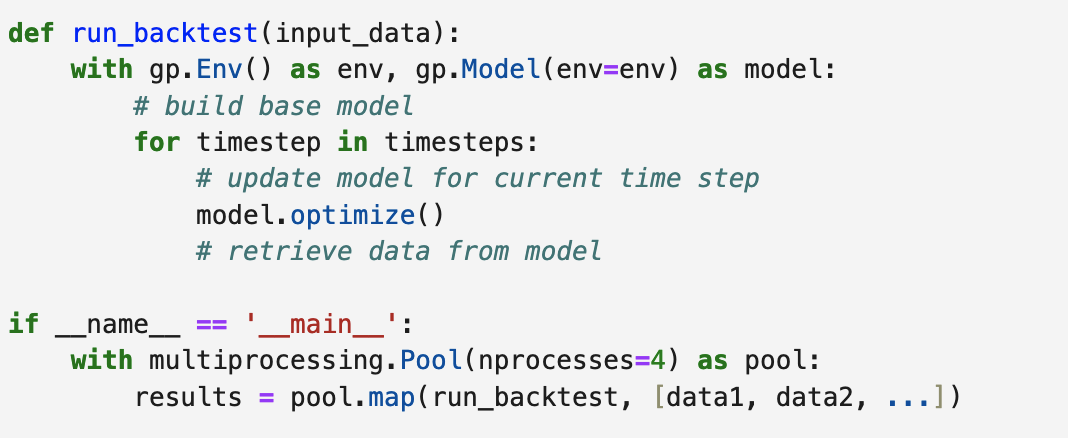 def run_backtest(input_data):
    with gp.Env() as env, gp.Model(env=env) as model:
        # build base model
        for timestep in timesteps:
            # update model for current time step
            model.optimize()
            # retrieve data from model

if __name__ == '__main__':
    with multiprocessing.Pool(nprocesses=4) as pool:
        results = pool.map(run_backtest, [data1, data2, ...])